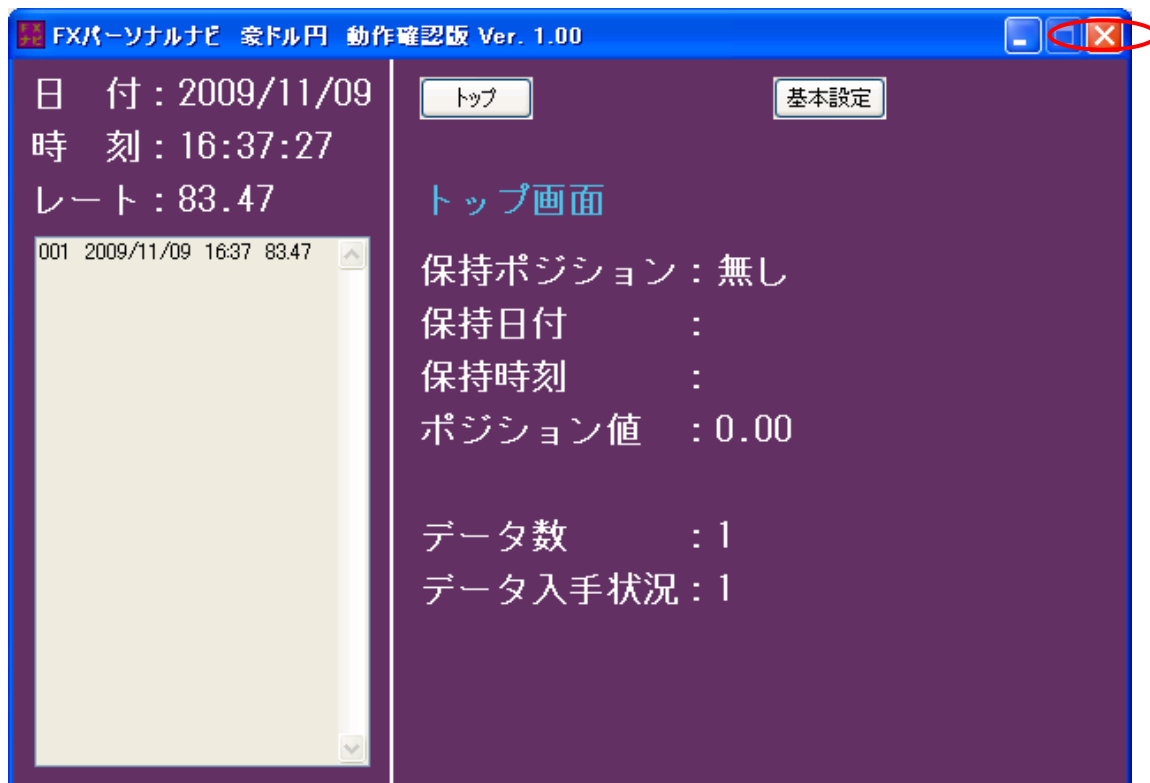 FXナビ FXパーソナルナビ 豪ドル円 動作確認版 Ver. 1.00
日 付：2009/11/09
時 刻：16:37:27
レート：83.47
001 2009/11/09 16:37 83.47
トップ 基本設定
トップ画面
保持ポジション：無し
保持日付 ：
保持時刻 ：
ポジション値 ：0.00
データ数 ：1
データ入手状況：1